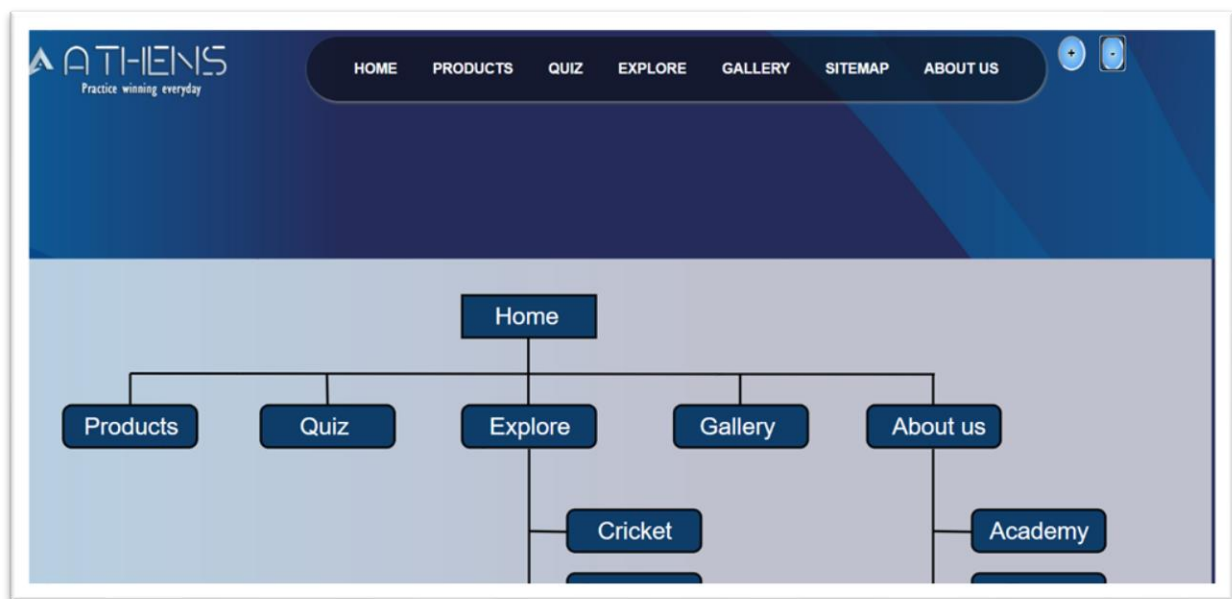 ATHENS
Practice winning everyday
HOME PRODUCTS QUIZ EXPLORE GALLERY SITEMAP ABOUT US + -
Home
Products Quiz Explore Gallery About us
Cricket Academy